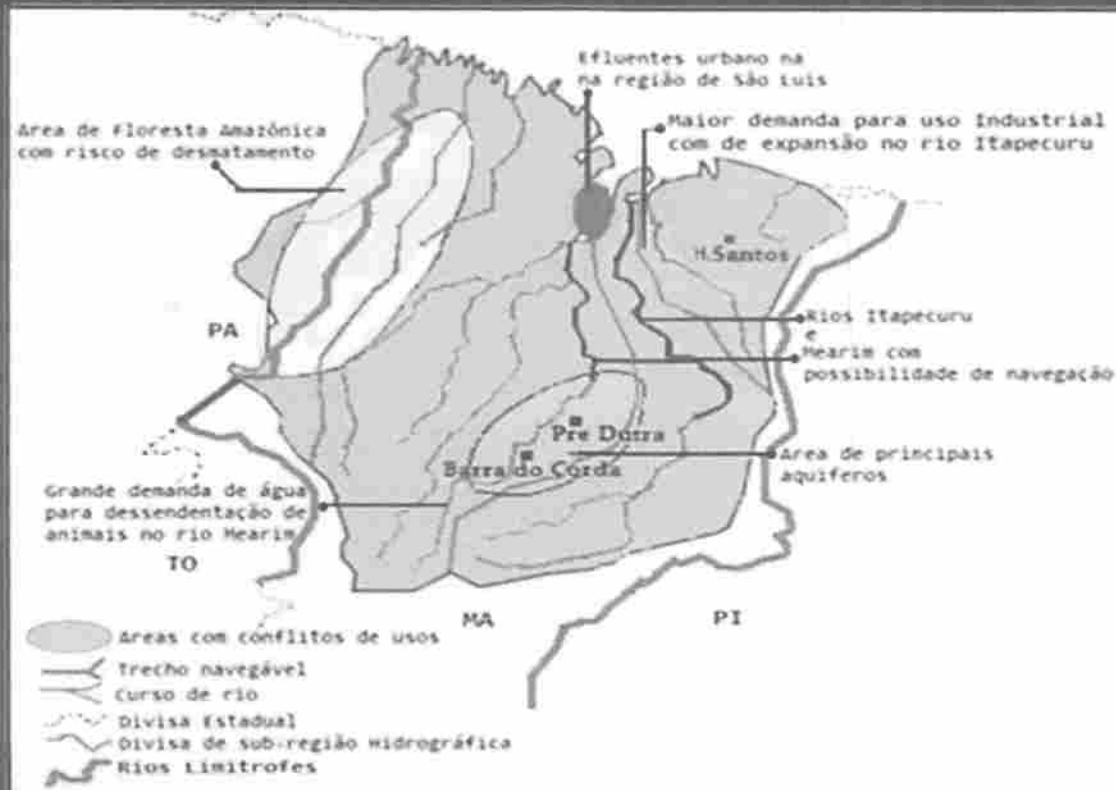 Efluentes urbano na
na região de São Luis
Area de Floresta Amazônica
com risco de desmatamento
Maior demanda para uso Industrial
com de expansão no rio Itapecuru
H.Santos
PA
Rios Itapecuru
e
Mearim com
possibilidade de navegação
Pre Dutra
Barra do Corda
Area de principais
aquiferos
Grande demanda de água
para dessendentação de
animais no rio Mearim
TO
MA
PI
Areas com conflitos de usos
Trecho navegável
Curso de rio
Divisa Estadual
Divisa de sub-região Hidrográfica
Rios Limitrofes